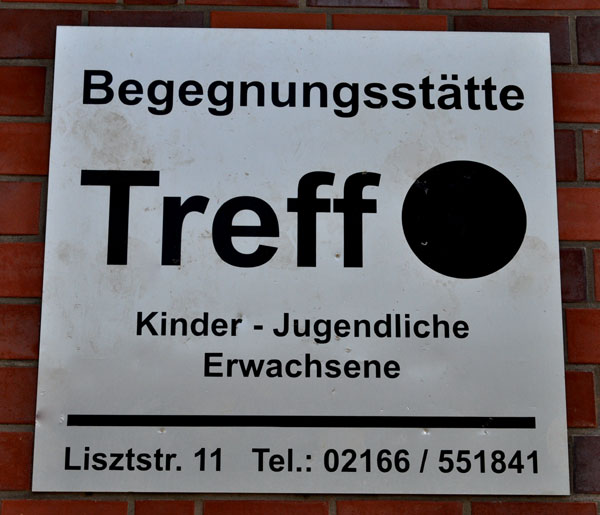 Begegnungsstätte
Treff
Kinder - Jugendliche
Erwachsene
Lisztstr. 11 Tel.: 02166 / 551841